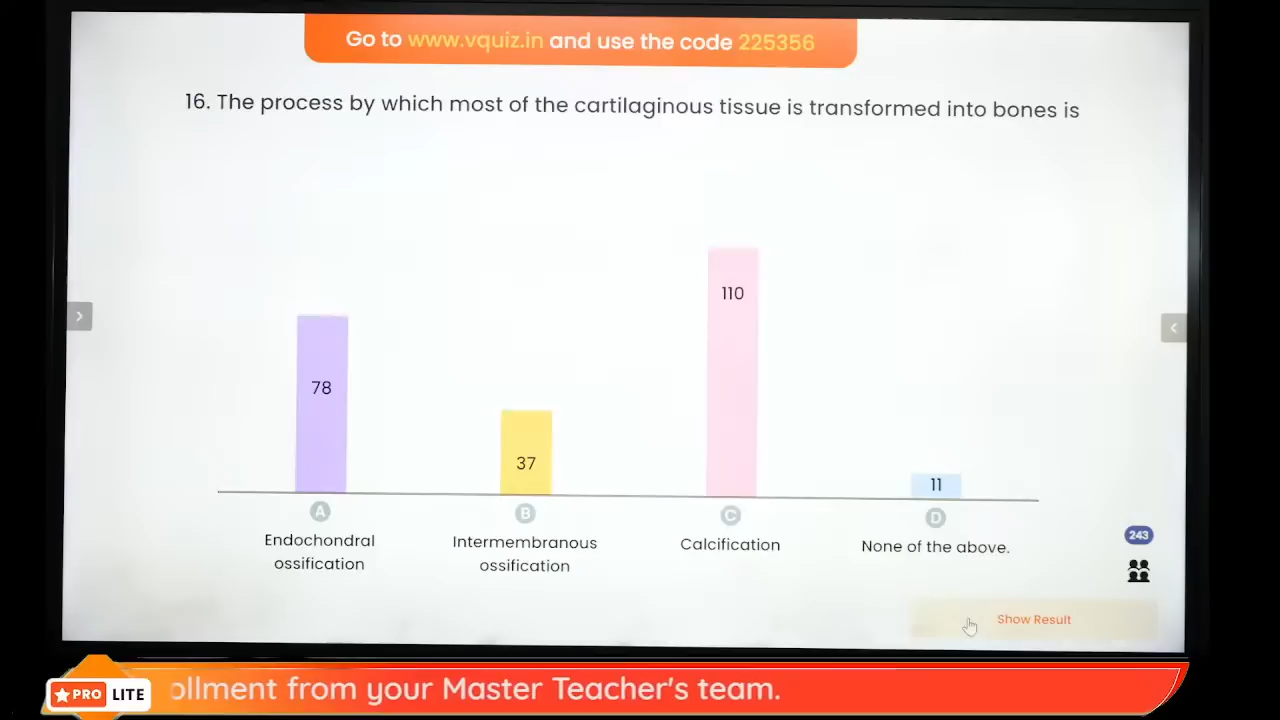 Go to www.vquiz.in and use the code 225356
16. The process by which most of the cartilaginous tissue is transformed into bones is
78
37
110
11
A
B
C
D
Endochondral
ossification
Intermembranous
ossification
Calcification
None of the above.
243
Show Result
PRO LITE
ollment from your Master Teacher's team.